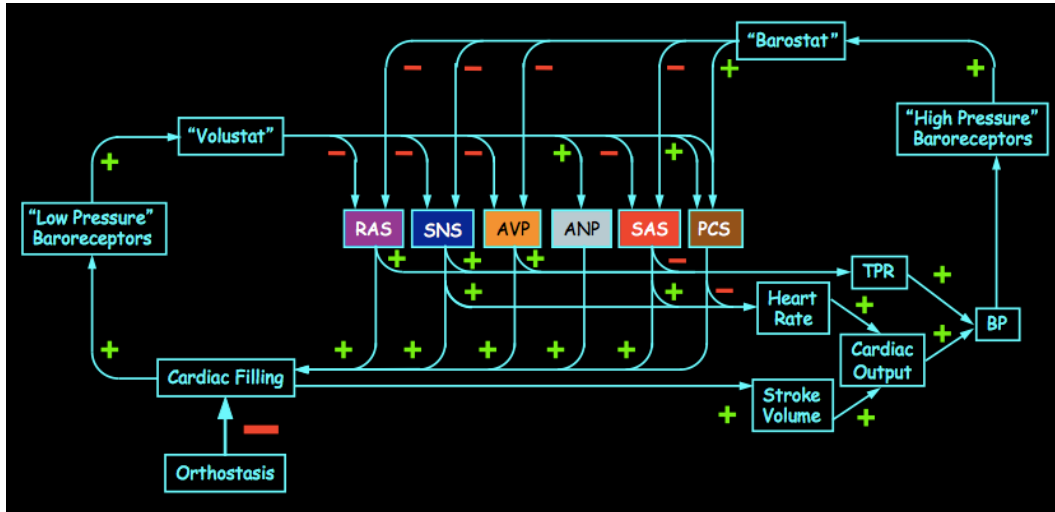 "Barostat"
"Volustat"
"High Pressure"
Baroreceptors
"Low Pressure"
Baroreceptors
RAS
SNS
AVP
ANP
SAS
PCS
TPR
Heart
Rate
BP
Cardiac
Output
Cardiac Filling
Stroke
Volume
Orthostasis